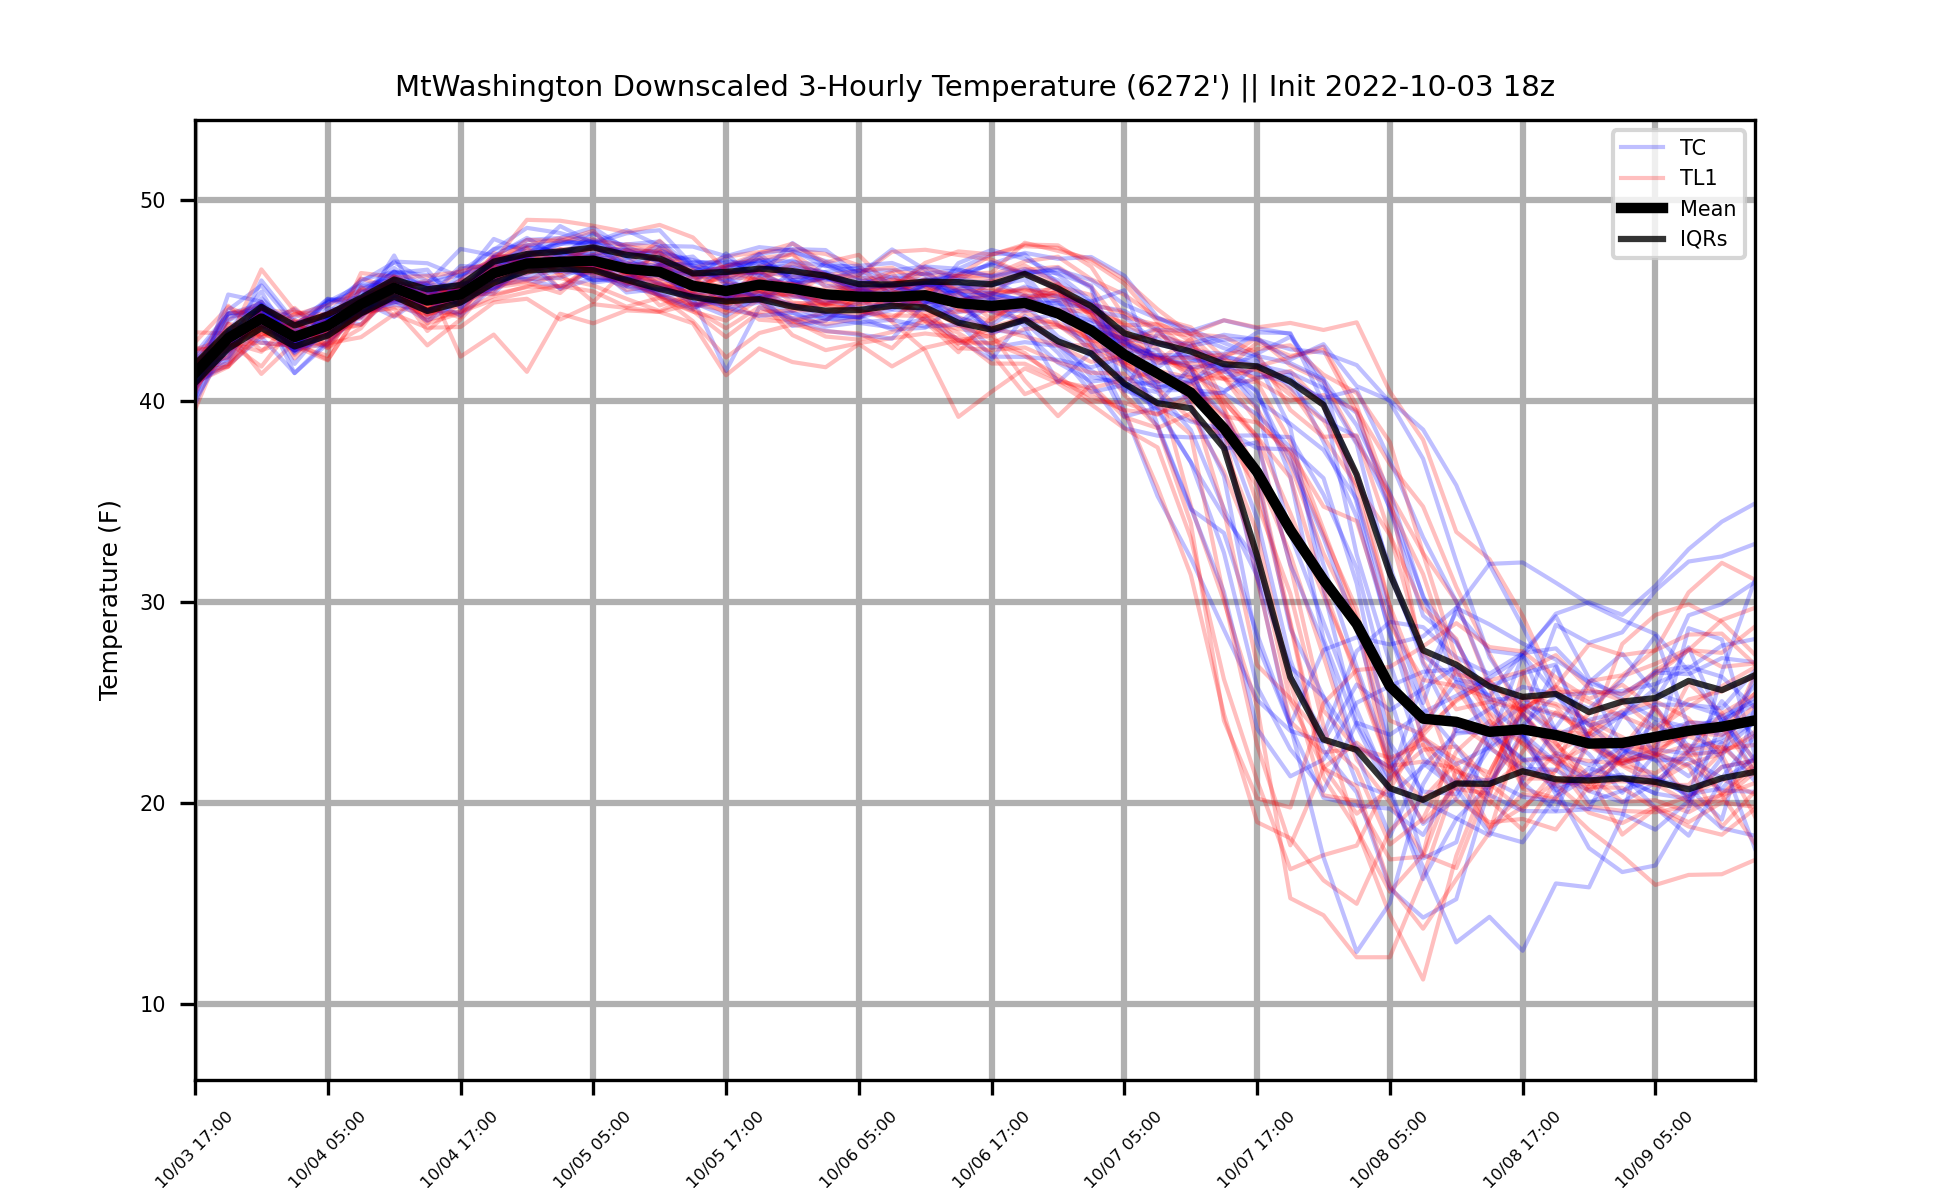 MtWashington Downscaled 3-Hourly Temperature (6272') || Init 2022-10-03 18z
TC
TL1
Mean
IQRs
Temperature (F)
50
40
30
20
10
10/03 17:00
10/04 05:00
10/04 17:00
10/05 05:00
10/05 17:00
10/06 05:00
10/06 17:00
10/07 05:00
10/07 17:00
10/08 05:00
10/08 17:00
10/09 05:00